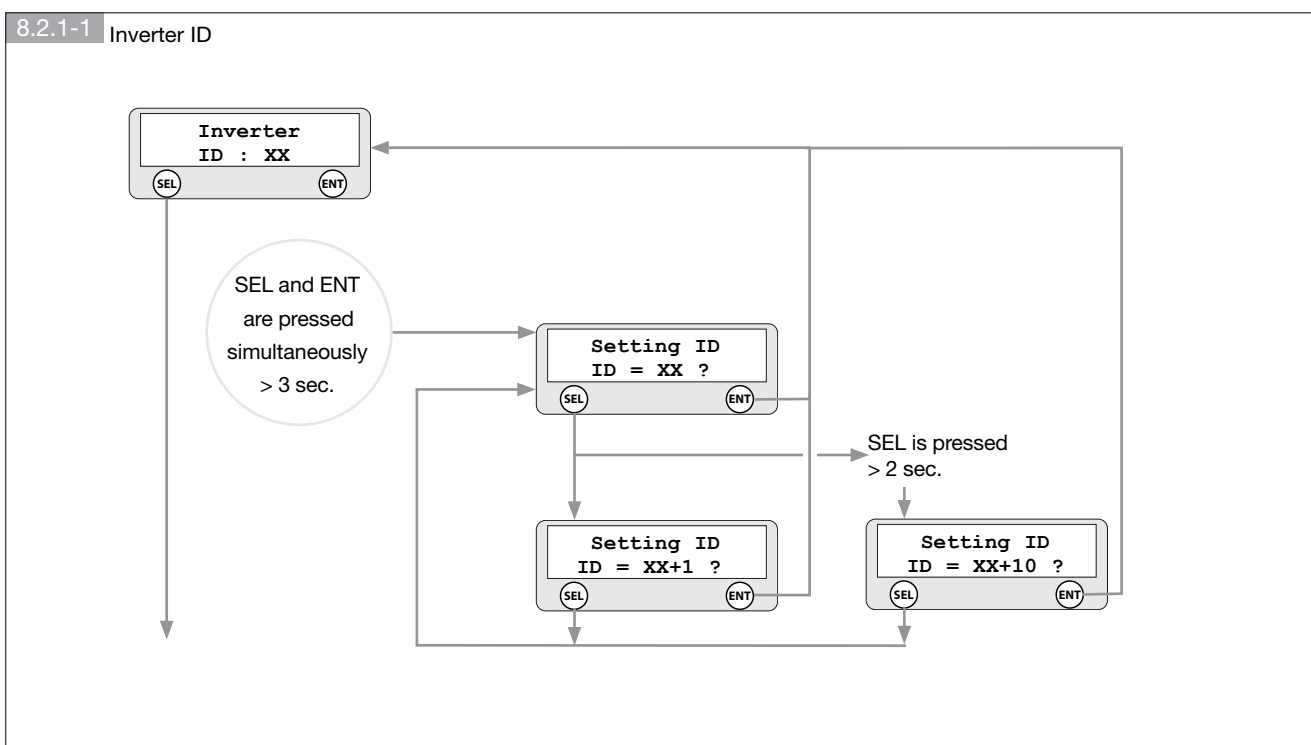 8.2.1-1 Inverter ID
Inverter
ID : XX
SEL ENT
SEL and ENT
are pressed
simultaneously
> 3 sec.
Setting ID
ID = XX ?
SEL ENT
SEL is pressed
> 2 sec.
Setting ID
ID = XX+1 ?
SEL ENT
Setting ID
ID = XX+10 ?
SEL ENT